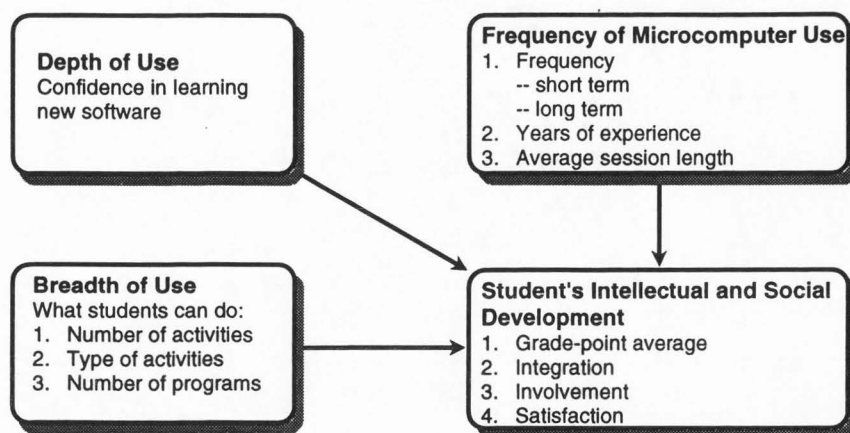 Depth of Use
Confidence in learning
new software
Frequency of Microcomputer Use
1. Frequency
-- short term
-- long term
2. Years of experience
3. Average session length
Breadth of Use
What students can do:
1. Number of activities
2. Type of activities
3. Number of programs
Student's Intellectual and Social
Development
1. Grade-point average
2. Integration
3. Involvement
4. Satisfaction